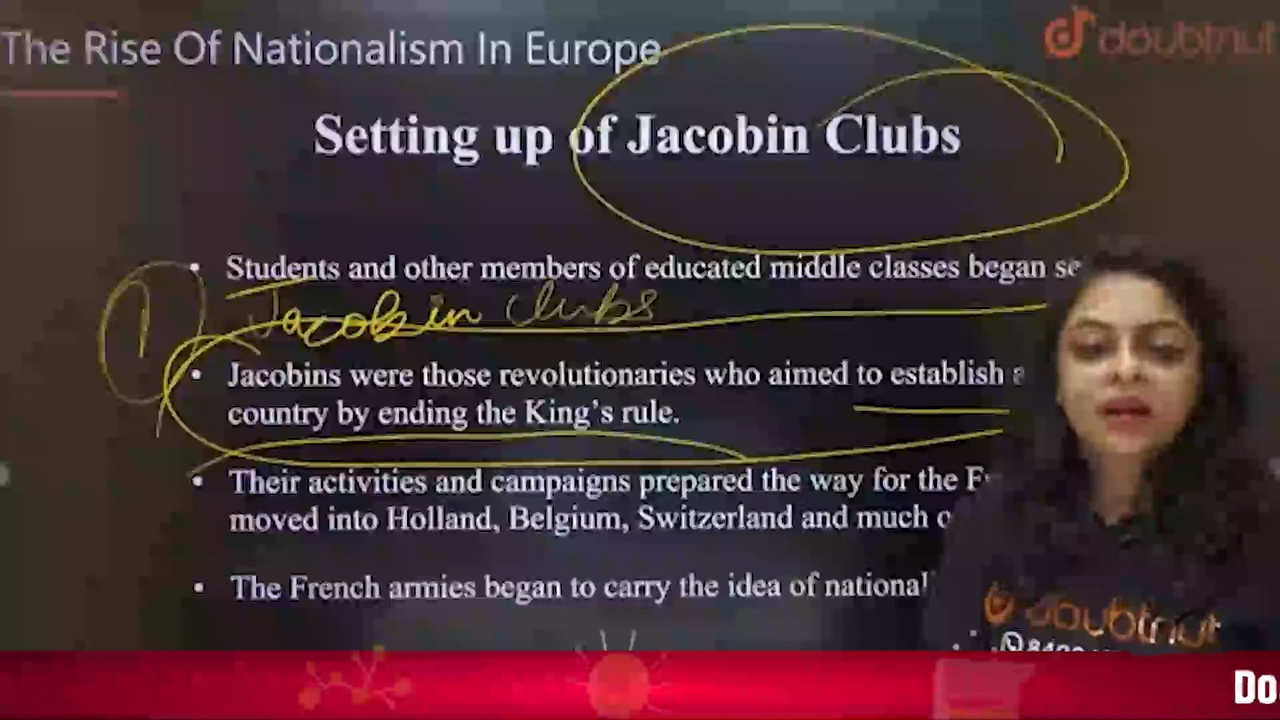 The Rise Of Nationalism In Europe
doubtnut
Setting up of Jacobin Clubs
• Students and other members of educated middle classes began se
Jacobin Clubs
• Jacobins were those revolutionaries who aimed to establish a
country by ending the King's rule.
• Their activities and campaigns prepared the way for the F
moved into Holland, Belgium, Switzerland and much o
• The French armies began to carry the idea of national
doubtnut
Do